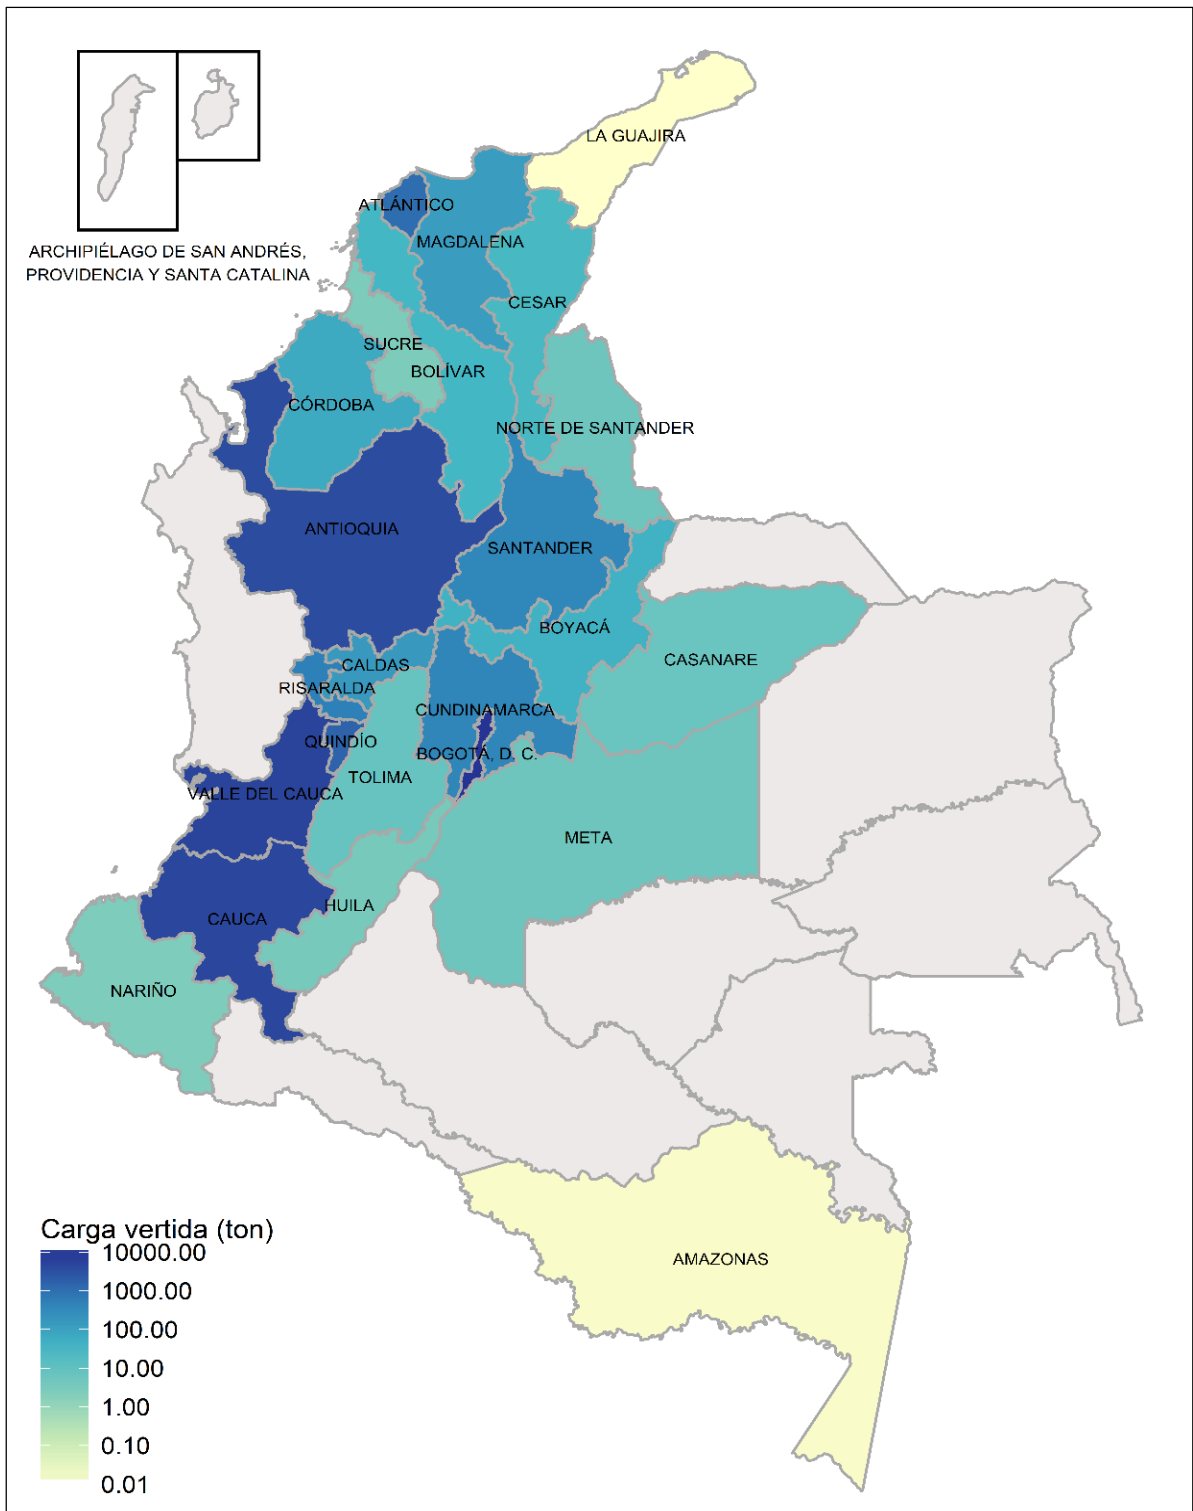 LA GUAJIRA
ATLÁNTICO
MAGDALENA
ARCHIPIÉLAGO DE SAN ANDRÉS,
PROVIDENCIA Y SANTA CATALINA
CESAR
SUCRE
BOLÍVAR
CÓRDOBA
NORTE DE SANTANDER
ANTIOQUIA
SANTANDER
BOYACÁ
CASANARE
CALDAS
RISARALDA
CUNDINAMARCA
QUINDÍO
BOGOTÁ, D. C.
TOLIMA
VALLE DEL CAUCA
META
HUILA
CAUCA
NARIÑO
AMAZONAS
Carga vertida (ton)
10000.00
1000.00
100.00
10.00
1.00
0.10
0.01